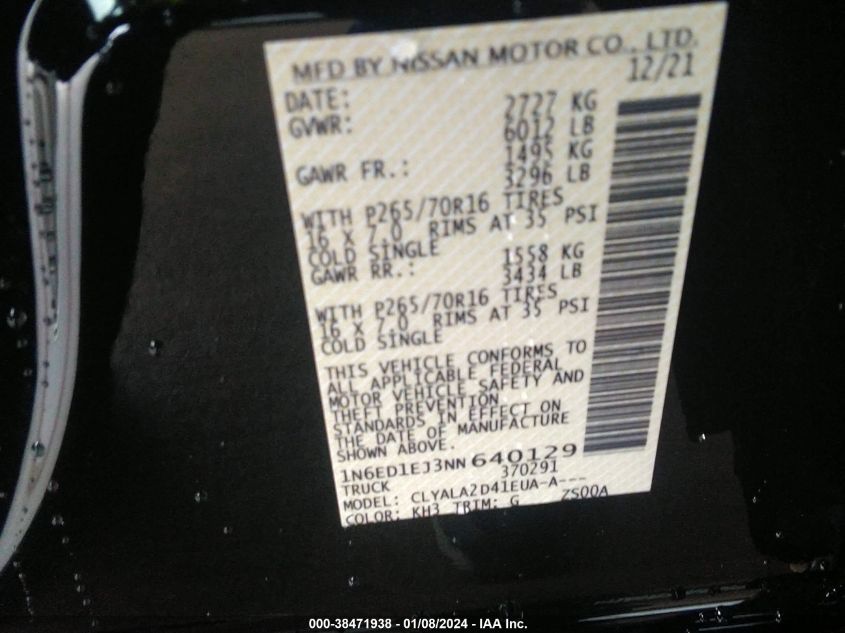 MFD BY NISSAN MOTOR CO., LTD.
12/21
DATE:
GVWR: 2727 KG
6012 LB
GAWR FR.: 1495 KG
3296 LB
WITH P265/70R16 TIRES
16 X 7.0 RIMS AT 35 PSI
COLD SINGLE
GAWR RR.: 1558 KG
3434 LB
WITH P265/70R16 TIRES
16 X 7.0 RIMS AT 35 PSI
COLD SINGLE
THIS VEHICLE CONFORMS TO
ALL APPLICABLE FEDERAL
MOTOR VEHICLE SAFETY AND
THEFT PREVENTION
STANDARDS IN EFFECT ON
THE DATE OF MANUFACTURE
SHOWN ABOVE.
1N6ED1EJ3NN640129
TRUCK 370291
MODEL: CLYALA2D41EUA-A---
COLOR: KH3 TRIM: G ZS00A
000-38471938 - 01/08/2024 - IAA Inc.